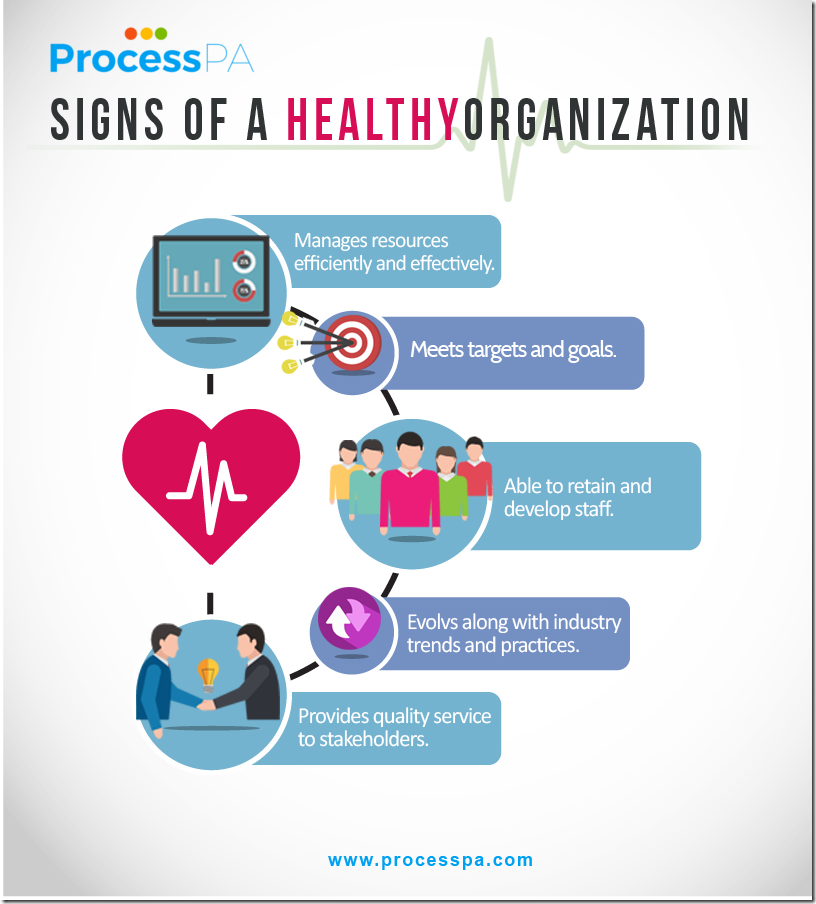 ProcessPA
SIGNS OF A HEALTHYORGANIZATION
Manages resources
efficiently and effectively.
Meets targets and goals.
Able to retain and
develop staff.
Evolvs along with industry
trends and practices.
Provides quality service
to stakeholders.
www.processpa.com